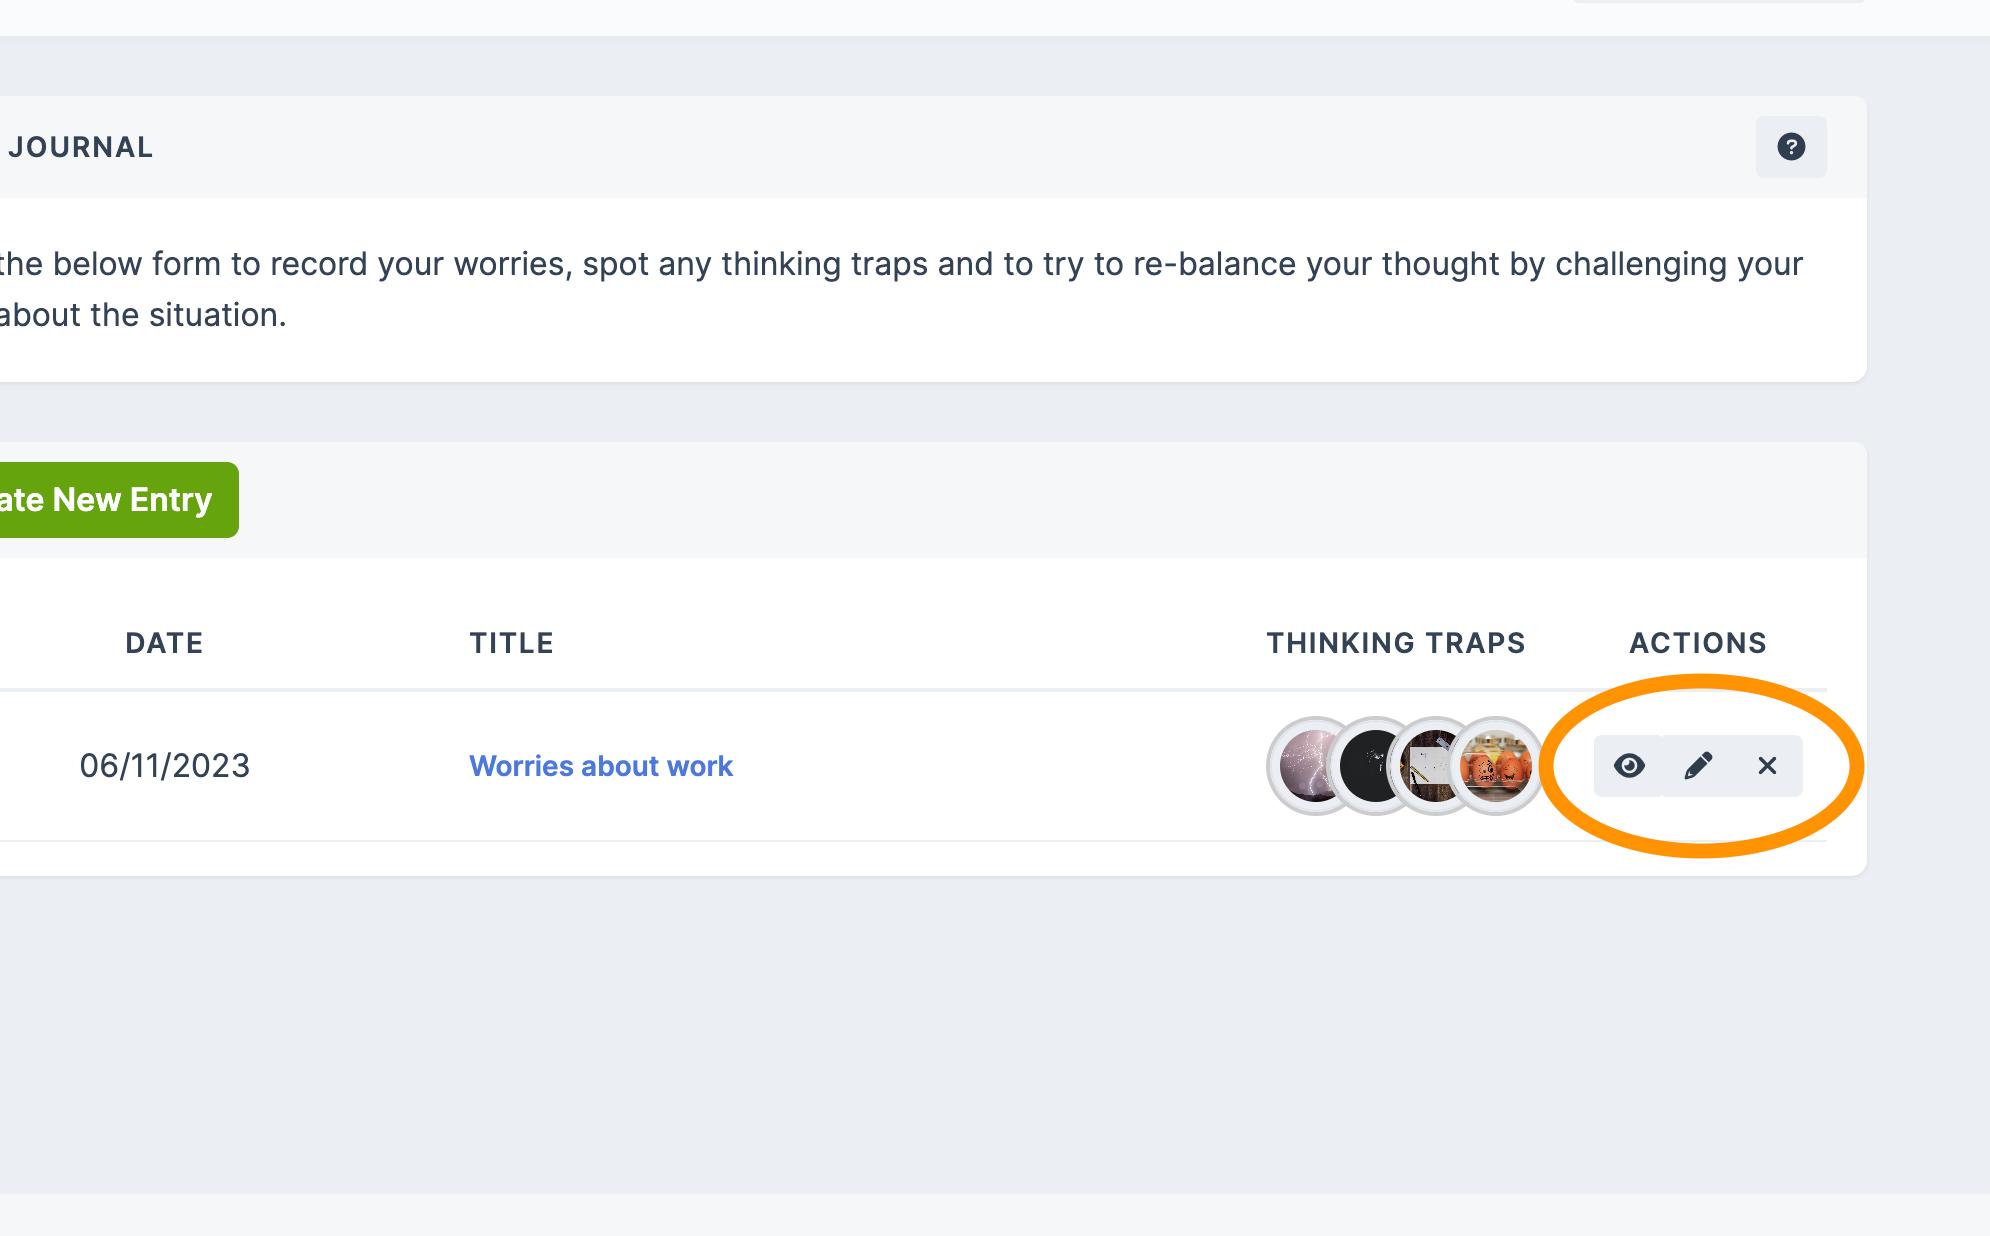 JOURNAL
?
the below form to record your worries, spot any thinking traps and to try to re-balance your thought by challenging your
about the situation.
ate New Entry
DATE TITLE THINKING TRAPS ACTIONS
06/11/2023 Worries about work